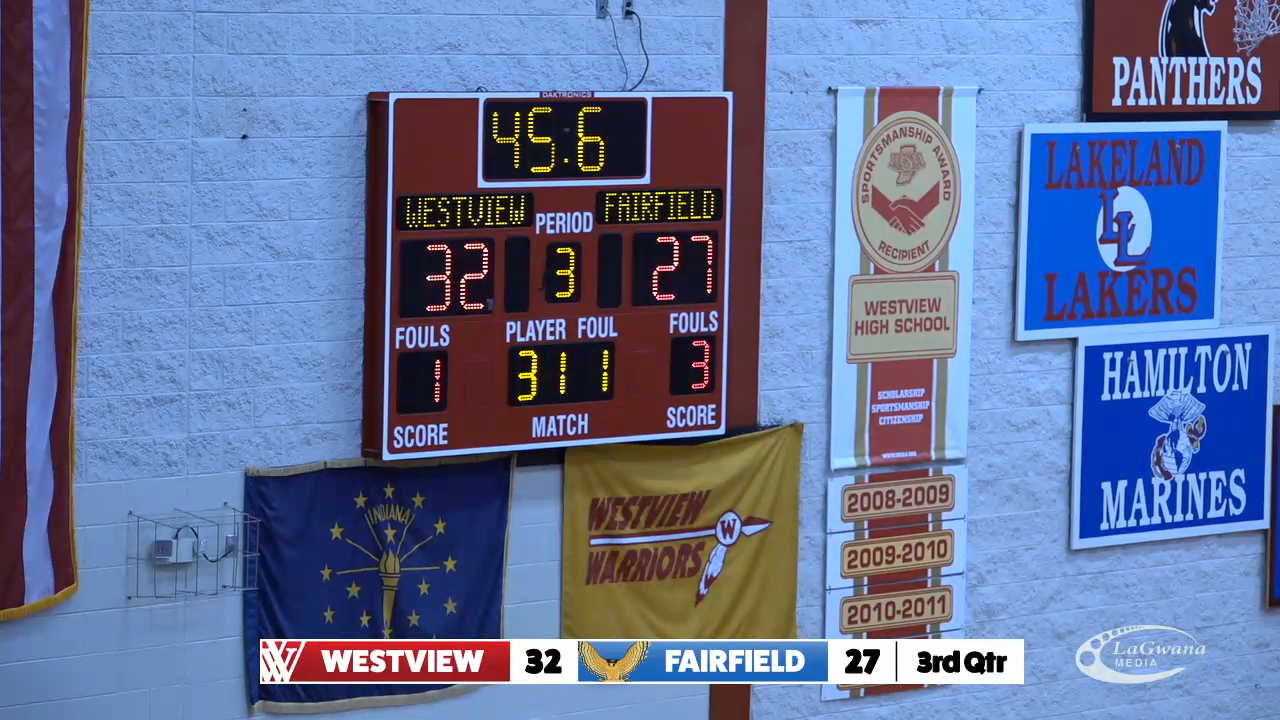 PANTHERS
DAKTRONICS
45.6
WESTVIEW
FAIRFIELD
PERIOD
32
3
27
FOULS
PLAYER FOUL
FOULS
1
311
3
SCORE
MATCH
SCORE
SPORTSMANSHIP AWARD
RECIPIENT
WESTVIEW
HIGH SCHOOL
SCHOLARSHIP
SPORTSMANSHIP
CITIZENSHIP
2008-2009
2009-2010
2010-2011
LAKELAND
LL
LAKERS
HAMILTON
MARINES
INDIANA
WESTVIEW
W
WARRIORS
W WESTVIEW 32 FAIRFIELD 27 3rd Qtr
LaGwana
MEDIA